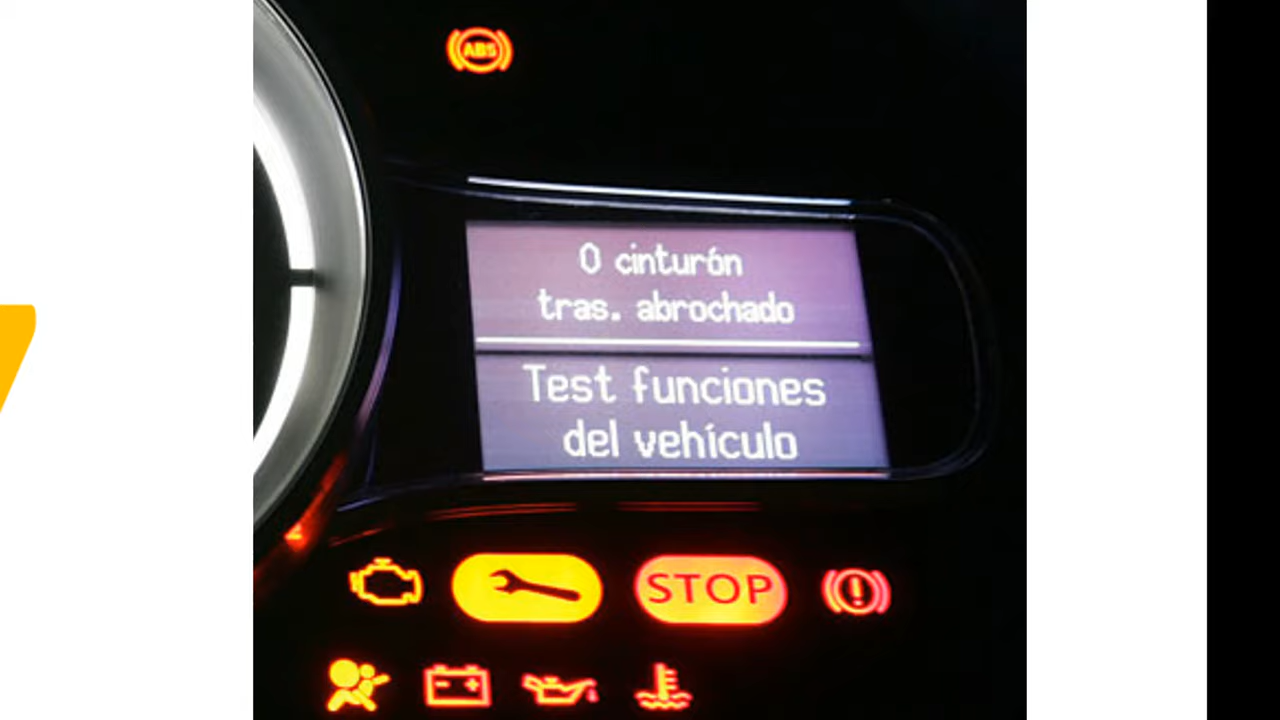 ABS
0 cinturón
tras. abrochado
Test funciones
del vehículo
STOP